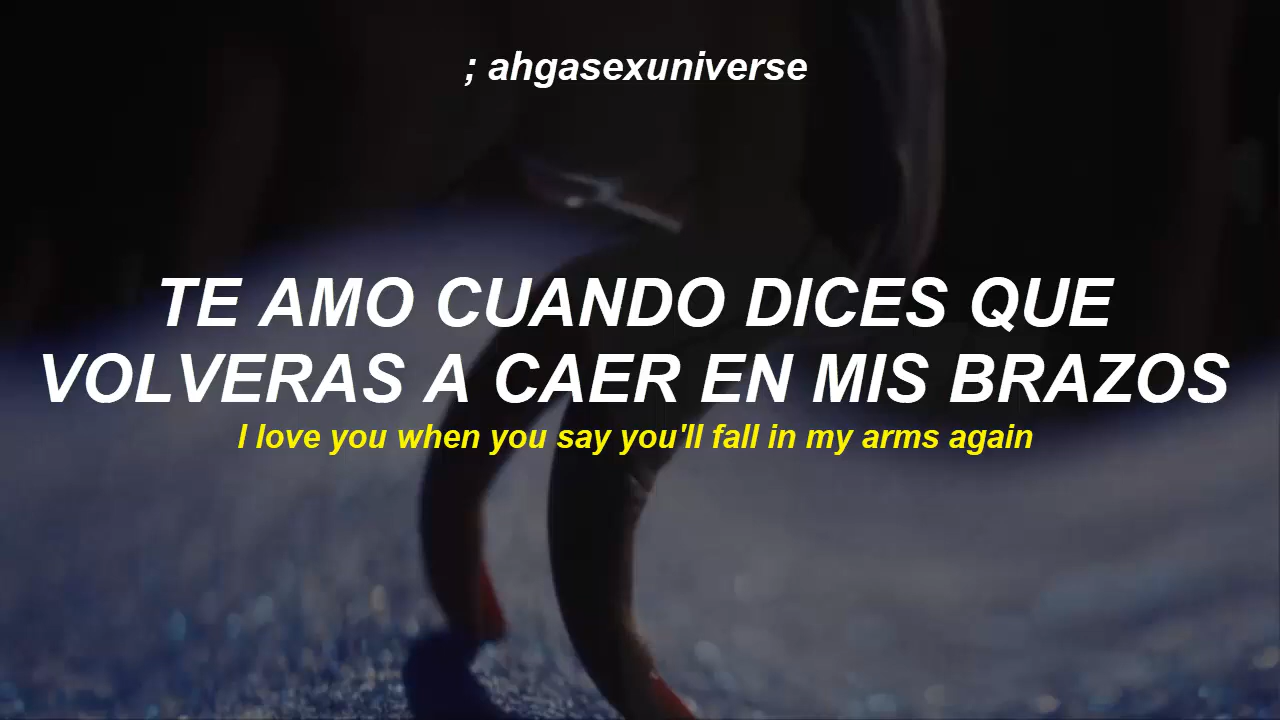 ; ahgasexuniverse
TE AMO CUANDO DICES QUE
VOLVERAS A CAER EN MIS BRAZOS
I love you when you say you'll fall in my arms again